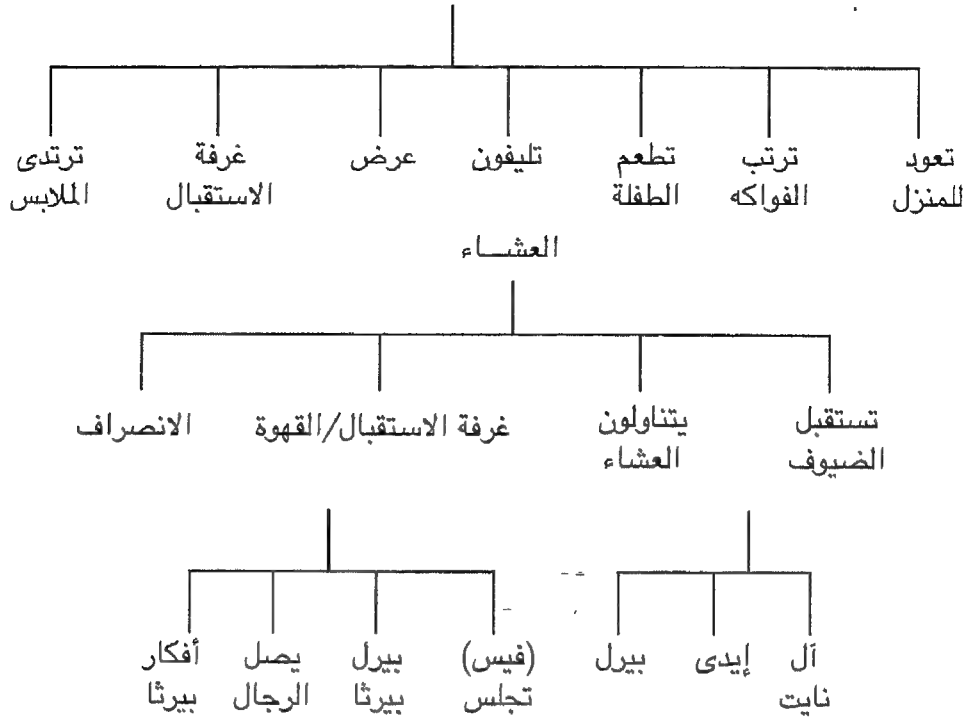 تعود ترتب تطعم تليفون عرض غرفة ترتدى
للمنزل الفواكه الطفلة الاستقبال الملابس
العشــاء
تستقبل يتناولون غرفة الاستقبال/القهوة الانصراف
الضيوف العشاء
آل إيدى بيرل (فيس) بيرل يصل أفكار
نايت تجلس بيرثا الرجال بيرثا